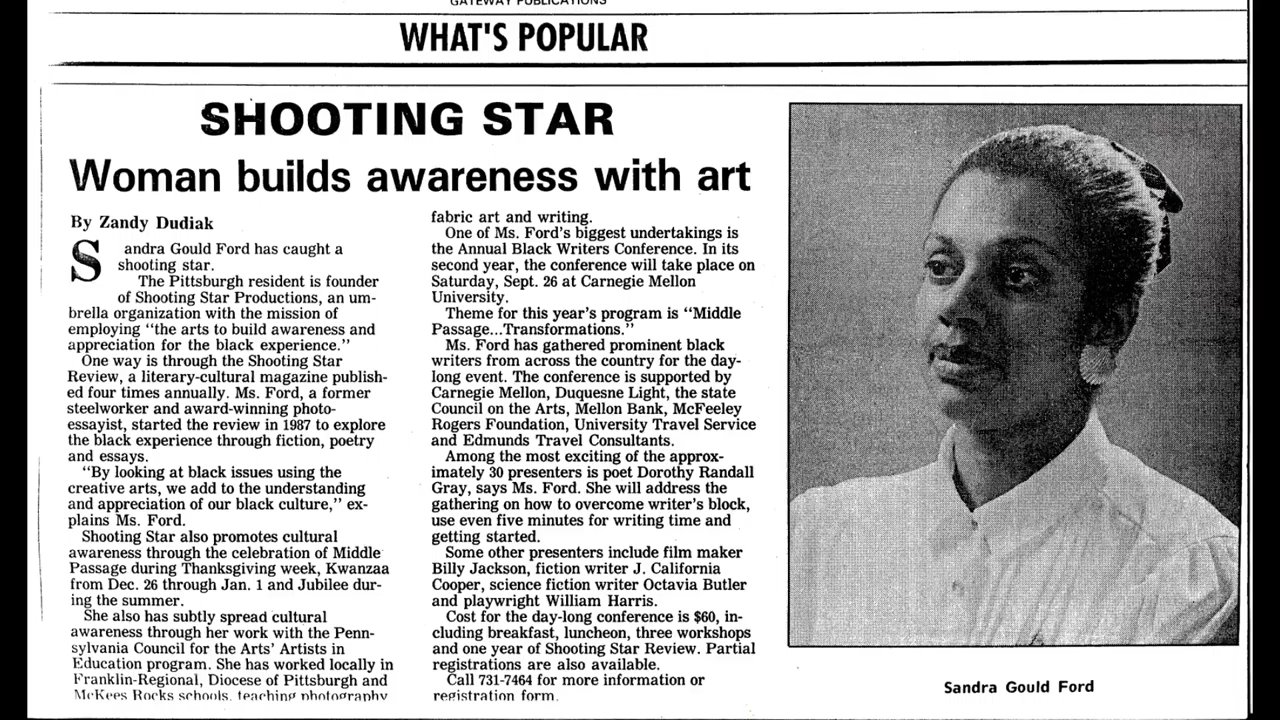 GATEWAY PUBLICATIONS
WHAT'S POPULAR
SHOOTING STAR
Woman builds awareness with art
By Zandy Dudiak
Sandra Gould Ford has caught a
shooting star.
The Pittsburgh resident is founder
of Shooting Star Productions, an um-
brella organization with the mission of
employing "the arts to build awareness and
appreciation for the black experience."
One way is through the Shooting Star
Review, a literary-cultural magazine publish-
ed four times annually. Ms. Ford, a former
steelworker and award-winning photo-
essayist, started the review in 1987 to explore
the black experience through fiction, poetry
and essays.
"By looking at black issues using the
creative arts, we add to the understanding
and appreciation of our black culture," ex-
plains Ms. Ford.
Shooting Star also promotes cultural
awareness through the celebration of Middle
Passage during Thanksgiving week, Kwanzaa
from Dec. 26 through Jan. 1 and Jubilee dur-
ing the summer.
She also has subtly spread cultural
awareness through her work with the Penn-
sylvania Council for the Arts' Artists in
Education program. She has worked locally in
Franklin-Regional, Diocese of Pittsburgh and
McKees Rocks schools, teaching photography
fabric art and writing.
One of Ms. Ford's biggest undertakings is
the Annual Black Writers Conference. In its
second year, the conference will take place on
Saturday, Sept. 26 at Carnegie Mellon
University.
Theme for this year's program is "Middle
Passage...Transformations."
Ms. Ford has gathered prominent black
writers from across the country for the day-
long event. The conference is supported by
Carnegie Mellon, Duquesne Light, the state
Council on the Arts, Mellon Bank, McFeeley
Rogers Foundation, University Travel Service
and Edmunds Travel Consultants.
Among the most exciting of the approx-
imately 30 presenters is poet Dorothy Randall
Gray, says Ms. Ford. She will address the
gathering on how to overcome writer's block,
use even five minutes for writing time and
getting started.
Some other presenters include film maker
Billy Jackson, fiction writer J. California
Cooper, science fiction writer Octavia Butler
and playwright William Harris.
Cost for the day-long conference is $60, in-
cluding breakfast, luncheon, three workshops
and one year of Shooting Star Review. Partial
registrations are also available.
Call 731-7464 for more information or
registration form.
Sandra Gould Ford